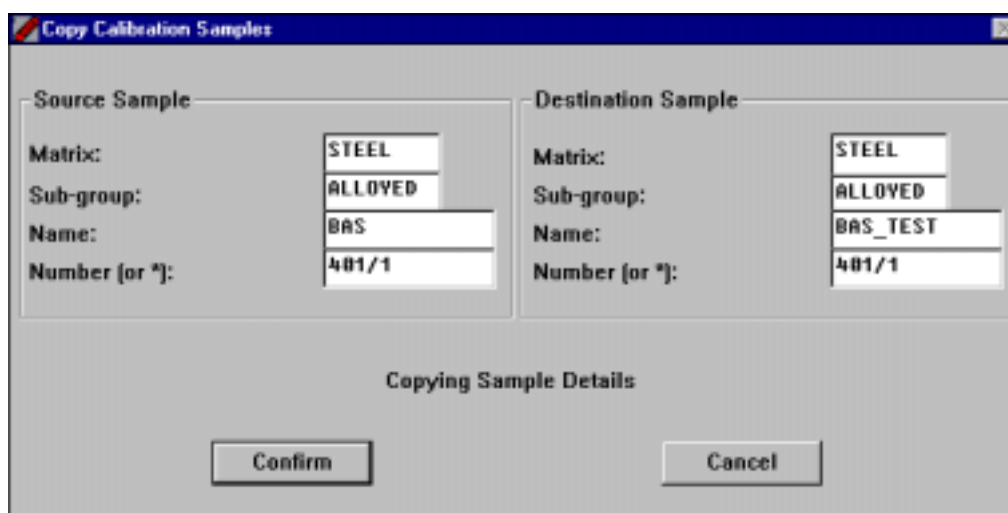 Copy Calibration Samples
Source Sample
Matrix: STEEL
Sub-group: ALLOYED
Name: BAS
Number (or *): 401/1
Destination Sample
Matrix: STEEL
Sub-group: ALLOYED
Name: BAS_TEST
Number (or *): 401/1
Copying Sample Details
Confirm
Cancel